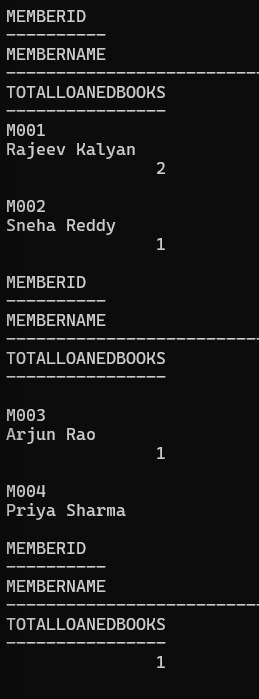 MEMBERID
----------
MEMBERNAME
--------------------------
TOTALLOANEDBOOKS
----------------
M001
Rajeev Kalyan
2
M002
Sneha Reddy
1
MEMBERID
----------
MEMBERNAME
--------------------------
TOTALLOANEDBOOKS
----------------
M003
Arjun Rao
1
M004
Priya Sharma
MEMBERID
----------
MEMBERNAME
--------------------------
TOTALLOANEDBOOKS
----------------
1